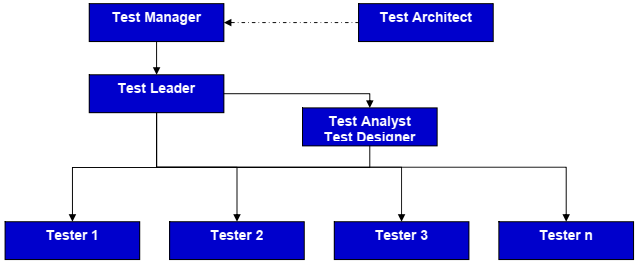 Test Manager
Test Architect
Test Leader
Test Analyst
Test Designer
Tester 1
Tester 2
Tester 3
Tester n